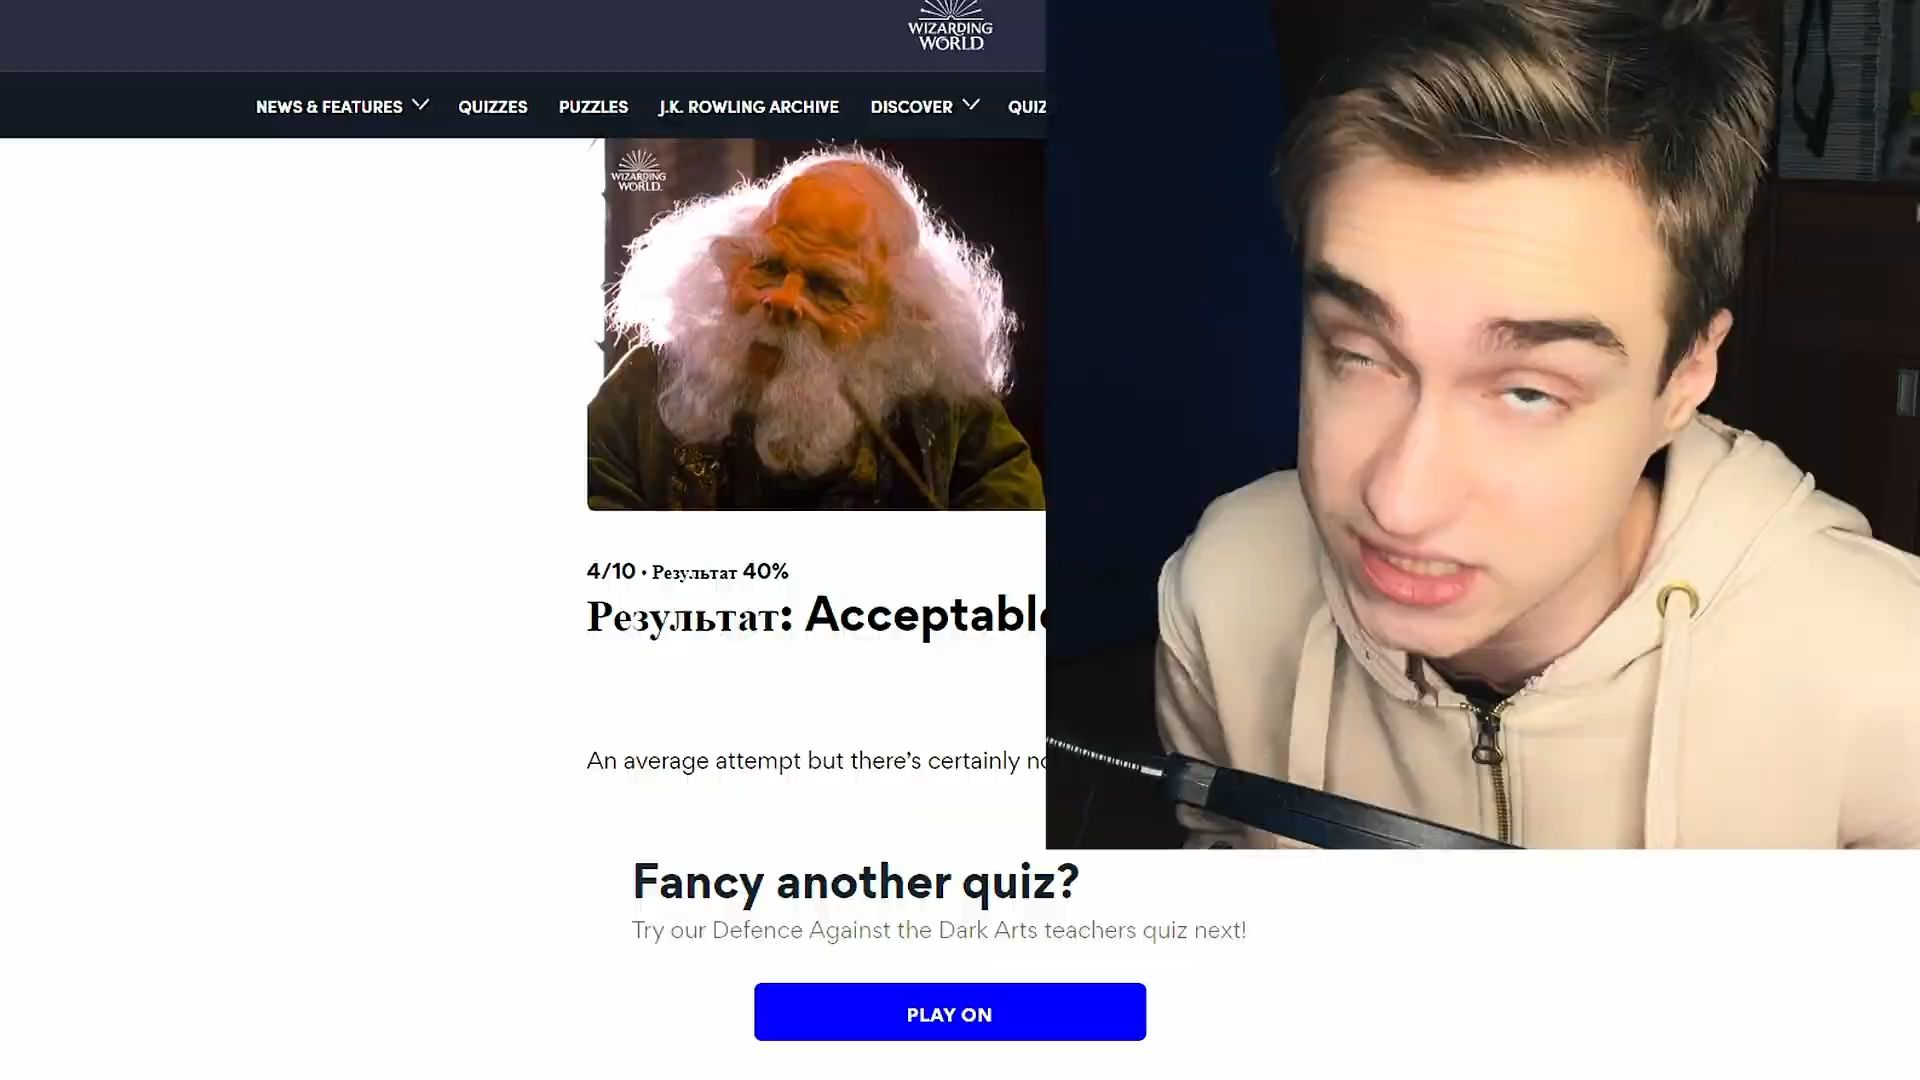 WIZARDING
WORLD
NEWS & FEATURES
QUIZZES
PUZZLES
J.K. ROWLING ARCHIVE
DISCOVER
QUIZ
WIZARDING
WORLD
4/10 · Результат 40%
Результат: Acceptable
An average attempt but there’s certainly no
Fancy another quiz?
Try our Defence Against the Dark Arts teachers quiz next!
PLAY ON